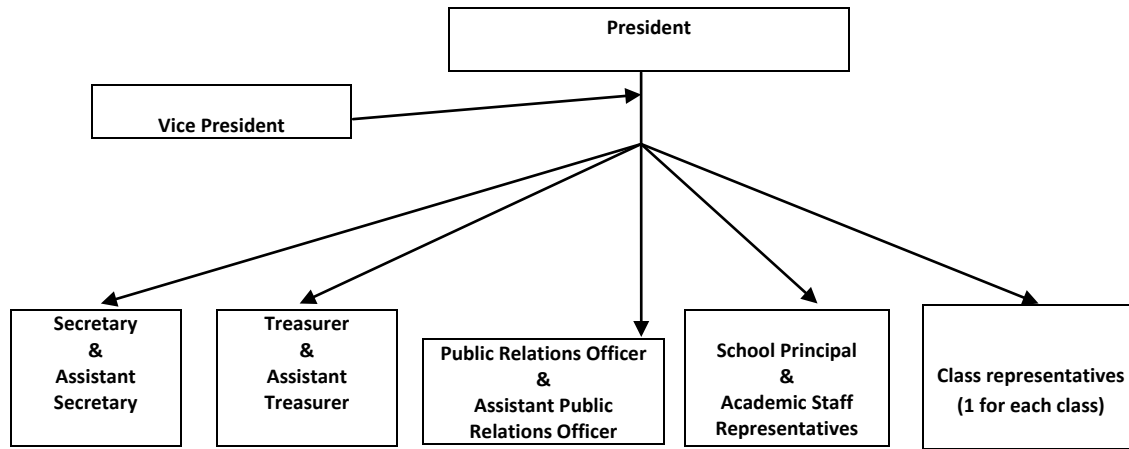 President
Vice President
Secretary
&
Assistant
Secretary
Treasurer
&
Assistant
Treasurer
Public Relations Officer
&
Assistant Public
Relations Officer
School Principal
&
Academic Staff
Representatives
Class representatives
(1 for each class)